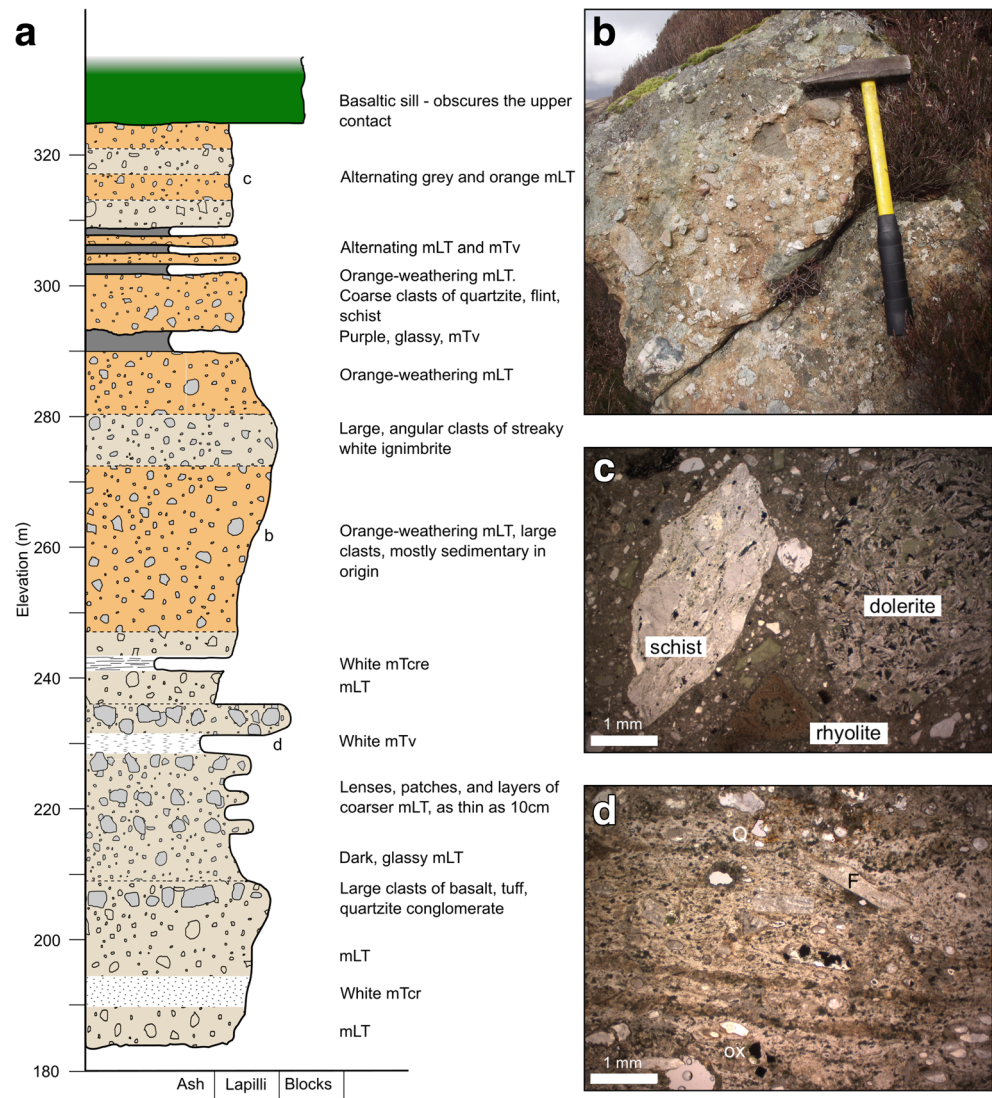 a
Basaltic sill - obscures the upper
contact
320
c
Alternating grey and orange mLT
Alternating mLT and mTv
300
Orange-weathering mLT.
Coarse clasts of quartzite, flint,
schist
Purple, glassy, mTv
Orange-weathering mLT
280
Large, angular clasts of streaky
white ignimbrite
b
260
Orange-weathering mLT, large
clasts, mostly sedimentary in
origin
Elevation (m)
White mTcre
240
mLT
White mTv
d
220
Lenses, patches, and layers of
coarser mLT, as thin as 10cm
Dark, glassy mLT
Large clasts of basalt, tuff,
quartzite conglomerate
200
mLT
White mTcr
mLT
180
Ash Lapilli Blocks
b
c
schist
dolerite
rhyolite
1 mm
d
Q
F
ox
1 mm